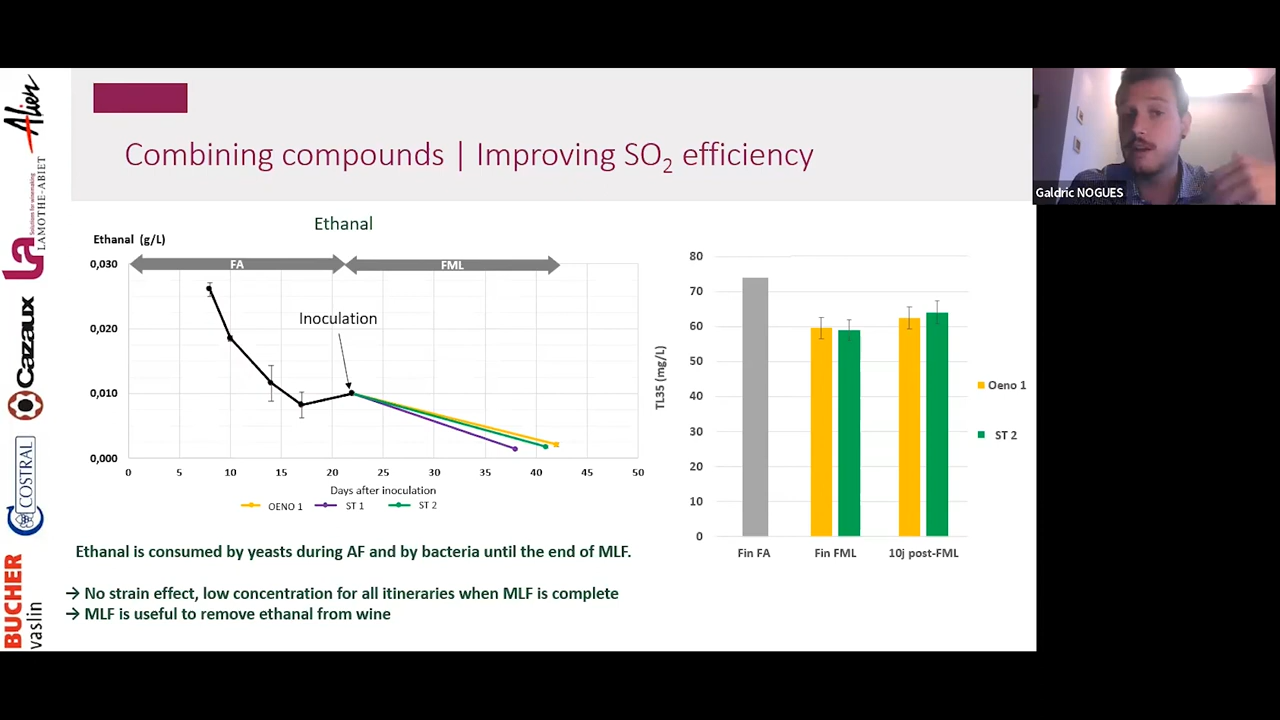 Combining compounds | Improving SO2 efficiency
Galdric NOGUES
Alien
Solutions for winemaking
LAMOTHE-ABIET
La
Cazaux
COSTRAL
BUCHER
vaslin
Ethanal
Ethanal (g/L)
FA
FML
Inoculation
0,030
0,020
0,010
0,000
0 5 10 15 20 25 30 35 40 45 50
Days after inoculation
OENO 1 ST 1 ST 2
TL35 (mg/L)
80
70
60
50
40
30
20
10
0
Fin FA Fin FML 10j post-FML
Oeno 1
ST 2
Ethanal is consumed by yeasts during AF and by bacteria until the end of MLF.
→ No strain effect, low concentration for all itineraries when MLF is complete
→ MLF is useful to remove ethanal from wine